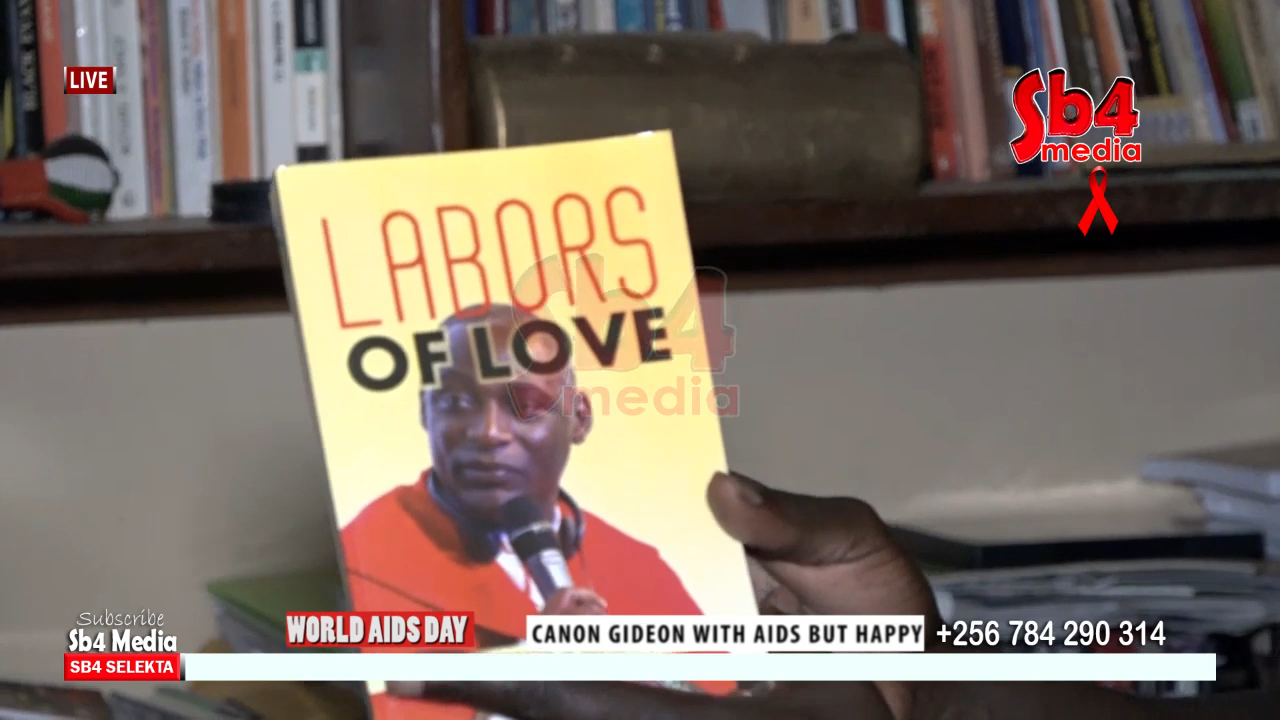 LIVE
Sb4
media
LABORS
OF LOVE
Sb4
media
Subscribe
Sb4 Media
SB4 SELEKTA
WORLD AIDS DAY
CANON GIDEON WITH AIDS BUT HAPPY
+256 784 290 314